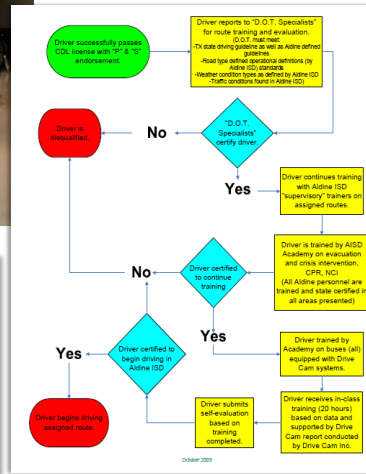 Driver successfully passes
CDL license with "P" & "S"
endorsement.
Driver reports to "D.O.T. Specialists"
for route training and evaluation.
(D.O.T. must meet:
-TX state driving guideline as well as Aldine defined
guidelines
-Road type defined operational definitions (by
Aldine ISD) standards
-Weather condition types as defined by Aldine ISD
-Traffic conditions found in Aldine ISD)
"D.O.T.
Specialists"
certify driver.
No
Driver is
disqualified.
Yes
Driver continues training
with Aldine ISD
"supervisory" trainers on
assigned routes.
Driver is trained by AISD
Academy on evacuation
and crisis intervention,
CPR, NCI
(All Aldine personnel are
trained and state certified in
all areas presented)
Driver certified
to continue
training
No
Yes
Driver trained by
Academy on buses (all)
equipped with Drive
Cam systems.
Driver receives in-class
training (20 hours)
based on data and
supported by Drive
Cam report conducted
by Drive Cam Inc.
Driver submits
self-evaluation
based on
training
completed.
Driver certified to
begin driving in
Aldine ISD
Yes
Driver begins driving
assigned route.
October 2009